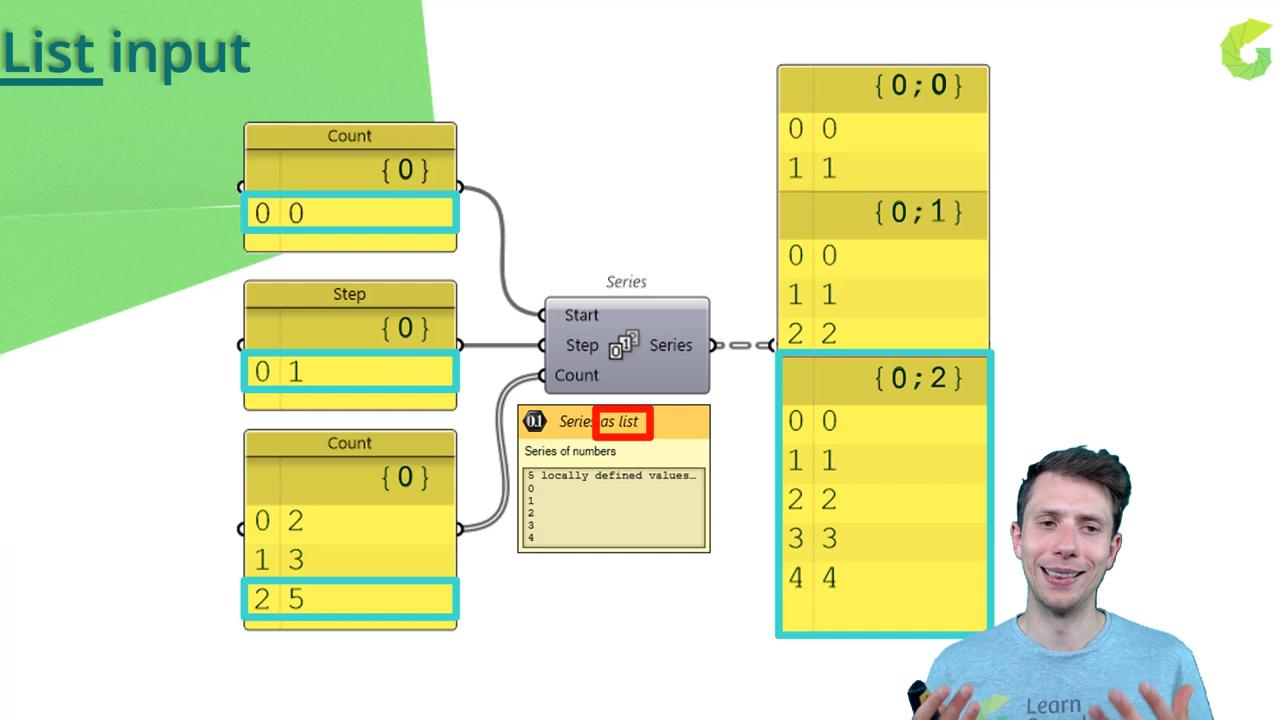 List input
Count
{0}
0 0
Step
{0}
0 1
Count
{0}
0 2
1 3
2 5
Series
Start
Step
Count
Series
0.1 Series as list
Series of numbers
5 locally defined values…
0
1
2
3
4
{0;0}
0 0
1 1
{0;1}
0 0
1 1
2 2
{0;2}
0 0
1 1
2 2
3 3
4 4
Learn